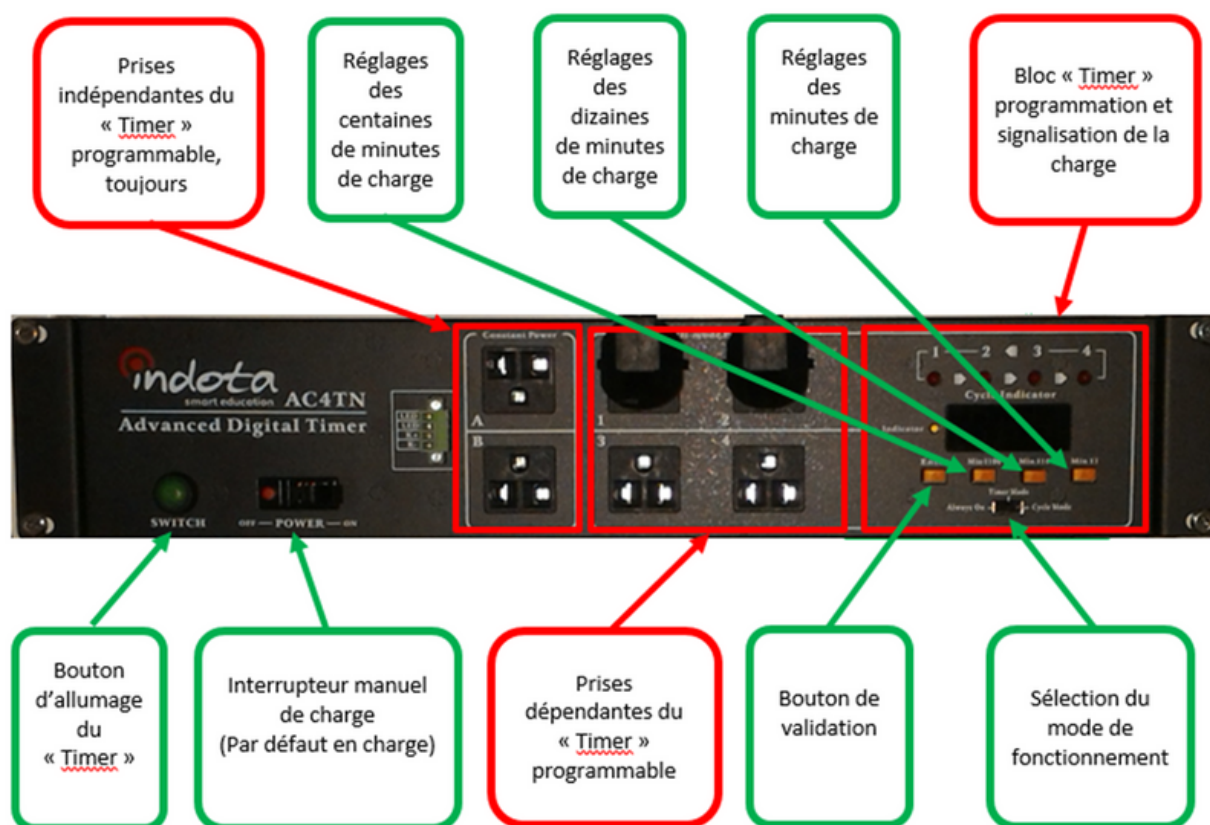 Prises
indépendantes du
« Timer »
programmable,
toujours
Réglages
des
centaines
de minutes
de charge
Réglages
des
dizaines
de minutes
de charge
Réglages
des
minutes de
charge
Bloc « Timer »
programmation et
signalisation de la
charge
indota
smart education
AC4TN
Advanced Digital Timer
SWITCH
OFF — POWER — ON
Constant Power
A
B
1
2
3
4
1 2 3 4
Cycle Indicator
Indicator
Timer Mode
Always On
Cycle Mode
Bouton
d’allumage
du
« Timer »
Interrupteur manuel
de charge
(Par défaut en charge)
Prises
dépendantes du
« Timer »
programmable
Bouton de
validation
Sélection du
mode de
fonctionnement